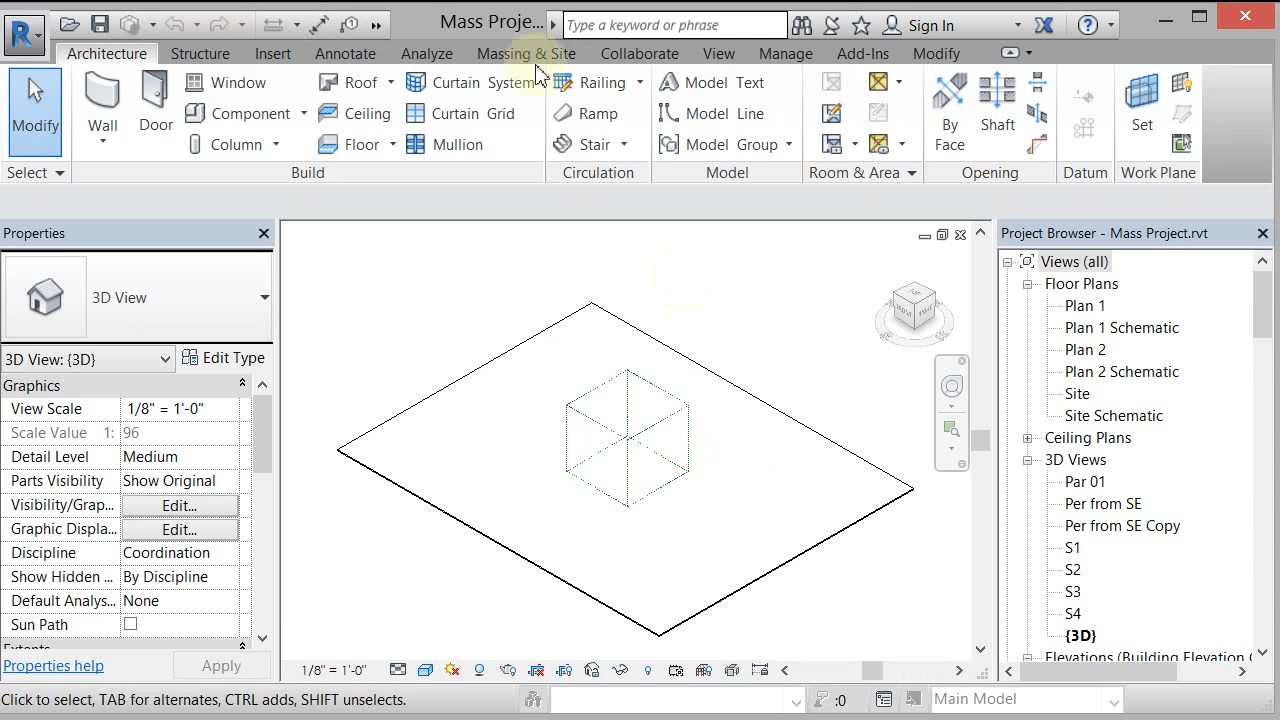 Mass Proje...
Type a keyword or phrase
Sign In
Architecture Structure Insert Annotate Analyze Massing & Site Collaborate View Manage Add-Ins Modify
Modify
Wall
Door
Window
Component
Column
Roof
Ceiling
Floor
Curtain System
Curtain Grid
Mullion
Railing
Ramp
Stair
Model Text
Model Line
Model Group
By
Face
Shaft
Set
Select Build Circulation Model Room & Area Opening Datum Work Plane
Properties
3D View
3D View: {3D} Edit Type
Graphics
View Scale 1/8" = 1'-0"
Scale Value 1: 96
Detail Level Medium
Parts Visibility Show Original
Visibility/Grap... Edit...
Graphic Displa... Edit...
Discipline Coordination
Show Hidden ... By Discipline
Default Analys... None
Sun Path
Extents
Properties help Apply
TOP
FRONT
RIGHT
1/8" = 1'-0"
Project Browser - Mass Project.rvt
Views (all)
Floor Plans
Plan 1
Plan 1 Schematic
Plan 2
Plan 2 Schematic
Site
Site Schematic
Ceiling Plans
3D Views
Par 01
Per from SE
Per from SE Copy
S1
S2
S3
S4
{3D}
Elevations (Building Elevation
Click to select, TAB for alternates, CTRL adds, SHIFT unselects.
:0
Main Model